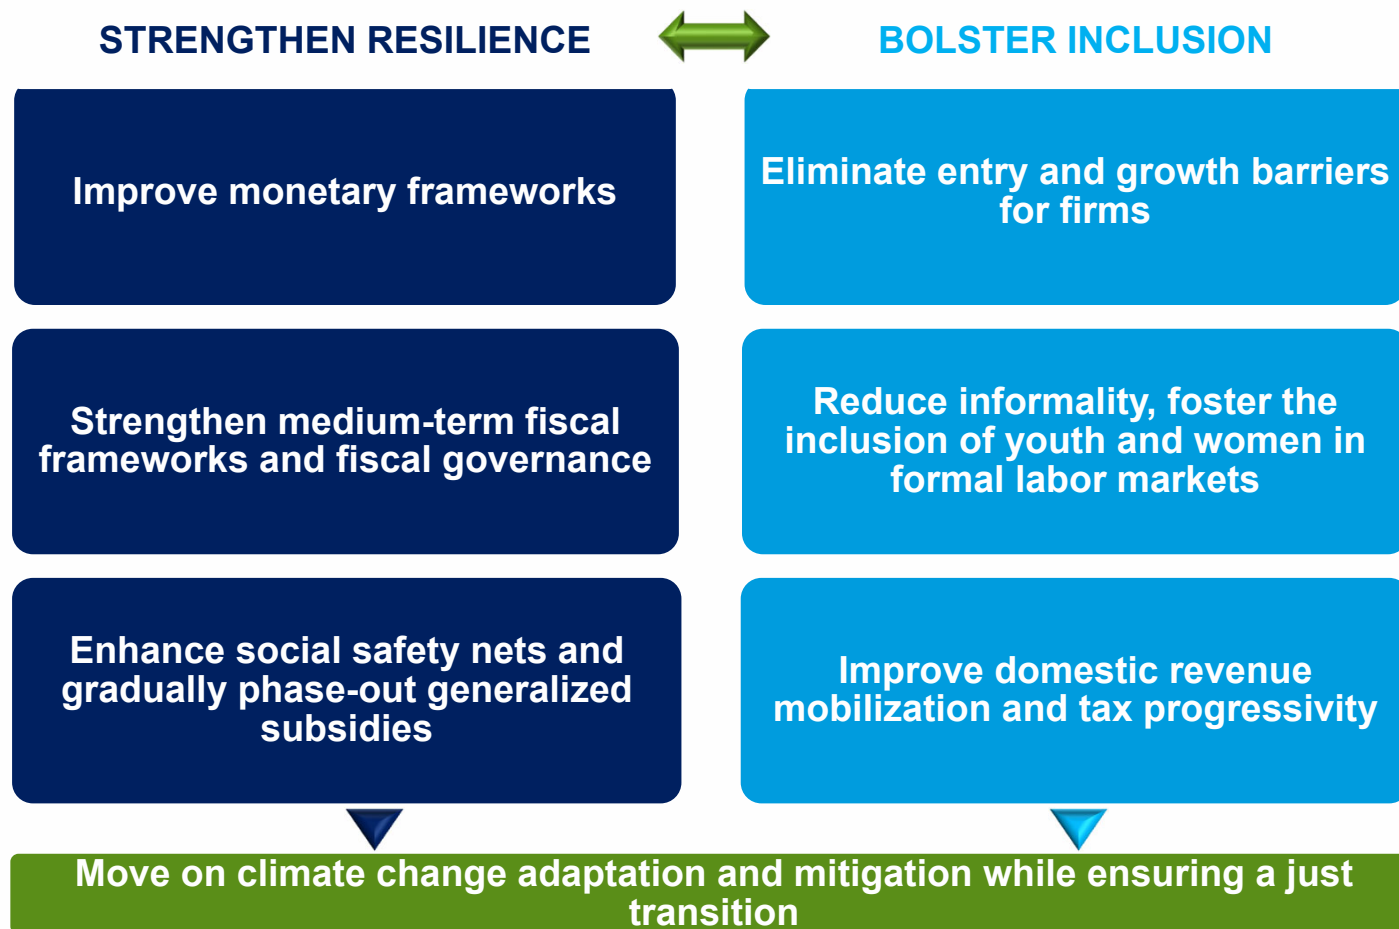 STRENGTHEN RESILIENCE
BOLSTER INCLUSION
Improve monetary frameworks
Eliminate entry and growth barriers
for firms
Strengthen medium-term fiscal
frameworks and fiscal governance
Reduce informality, foster the
inclusion of youth and women in
formal labor markets
Enhance social safety nets and
gradually phase-out generalized
subsidies
Improve domestic revenue
mobilization and tax progressivity
Move on climate change adaptation and mitigation while ensuring a just
transition